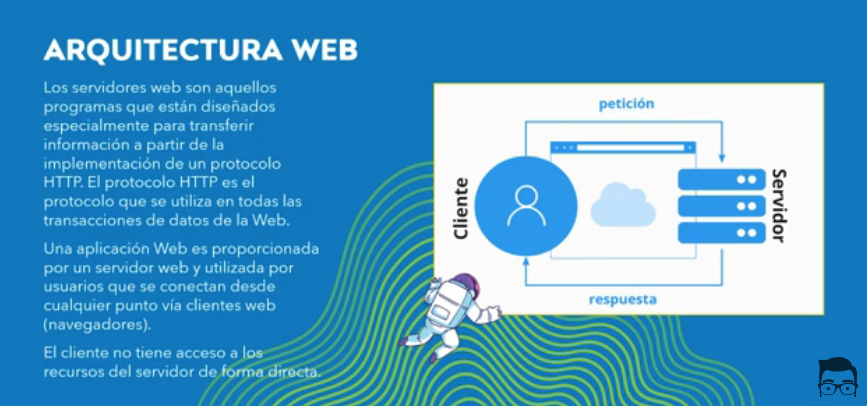 ARQUITECTURA WEB
Los servidores web son aquellos
programas que están diseñados
especialmente para transferir
información a partir de la
implementación de un protocolo
HTTP. El protocolo HTTP es el
protocolo que se utiliza en todas las
transacciones de datos de la Web.
Una aplicación Web es proporcionada
por un servidor web y utilizada por
usuarios que se conectan desde
cualquier punto vía clientes web
(navegadores).
El cliente no tiene acceso a los
recursos del servidor de forma directa.
petición
Cliente
Servidor
respuesta